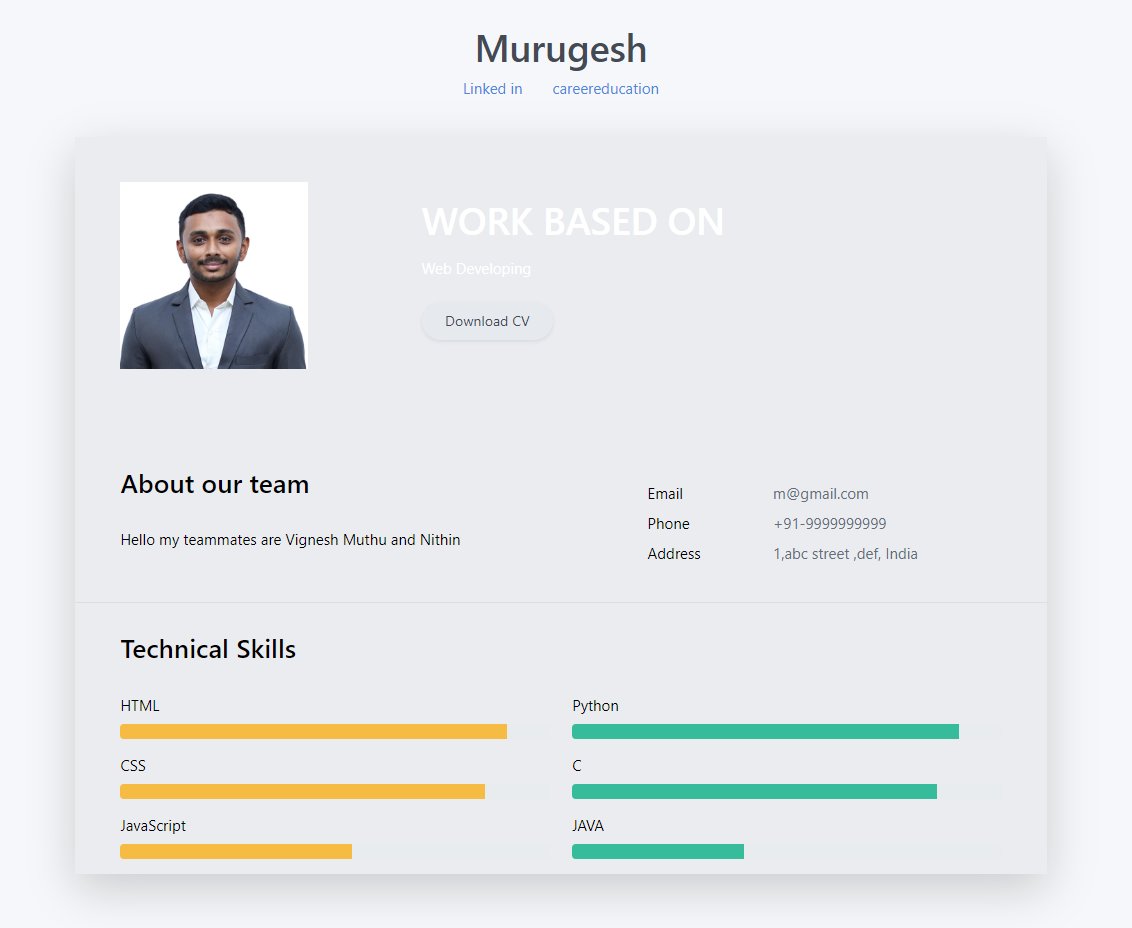 Murugesh
Linked in careereducation
WORK BASED ON
Web Developing
Download CV
About our team
Hello my teammates are Vignesh Muthu and Nithin
Email m@gmail.com
Phone +91-9999999999
Address 1,abc street ,def, India
Technical Skills
HTML
CSS
JavaScript
Python
C
JAVA